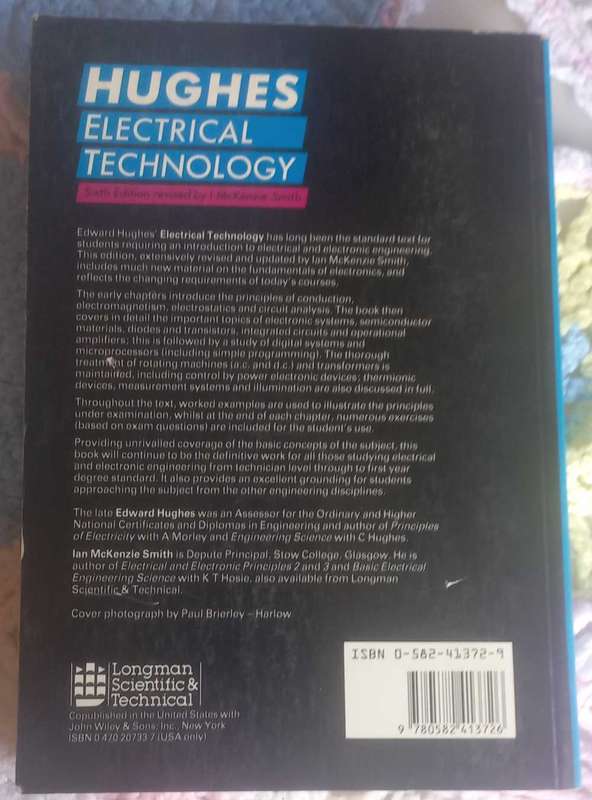 HUGHES
ELECTRICAL
TECHNOLOGY
Sixth Edition revised by I McKenzie Smith
Edward Hughes' Electrical Technology has long been the standard text for
students requiring an introduction to electrical and electronic engineering.
This edition, extensively revised and updated by Ian McKenzie Smith,
includes much new material on the fundamentals of electronics, and
reflects the changing requirements of today's courses.
The early chapters introduce the principles of conduction,
electromagnetism, electrostatics and circuit analysis. The book then
covers in detail the important topics of electronic systems, semiconductor
materials, diodes and transistors, integrated circuits and operational
amplifiers; this is followed by a study of digital systems and
microprocessors (including simple programming). The thorough
treatment of rotating machines (a.c. and d.c.) and transformers is
maintained, including control by power electronic devices; thermionic
devices, measurement systems and illumination are also discussed in full.
Throughout the text, worked examples are used to illustrate the principles
under examination, whilst at the end of each chapter, numerous exercises
(based on exam questions) are included for the student's use.
Providing unrivalled coverage of the basic concepts of the subject, this
book will continue to be the definitive work for all those studying electrical
and electronic engineering from technician level through to first year
degree standard. It also provides an excellent grounding for students
approaching the subject from the other engineering disciplines.
The late Edward Hughes was an Assessor for the Ordinary and Higher
National Certificates and Diplomas in Engineering and author of Principles
of Electricity with A Morley and Engineering Science with C Hughes.
Ian McKenzie Smith is Depute Principal, Stow College, Glasgow. He is
author of Electrical and Electronic Principles 2 and 3 and Basic Electrical
Engineering Science with K T Hosie, also available from Longman
Scientific & Technical.
Cover photograph by Paul Brierley – Harlow
ISBN 0-582-41372-9
9 780582 413726
Longman
Scientific &
Technical
Copublished in the United States with
John Wiley & Sons, Inc., New York
ISBN 0 470 20733 7 (USA only)